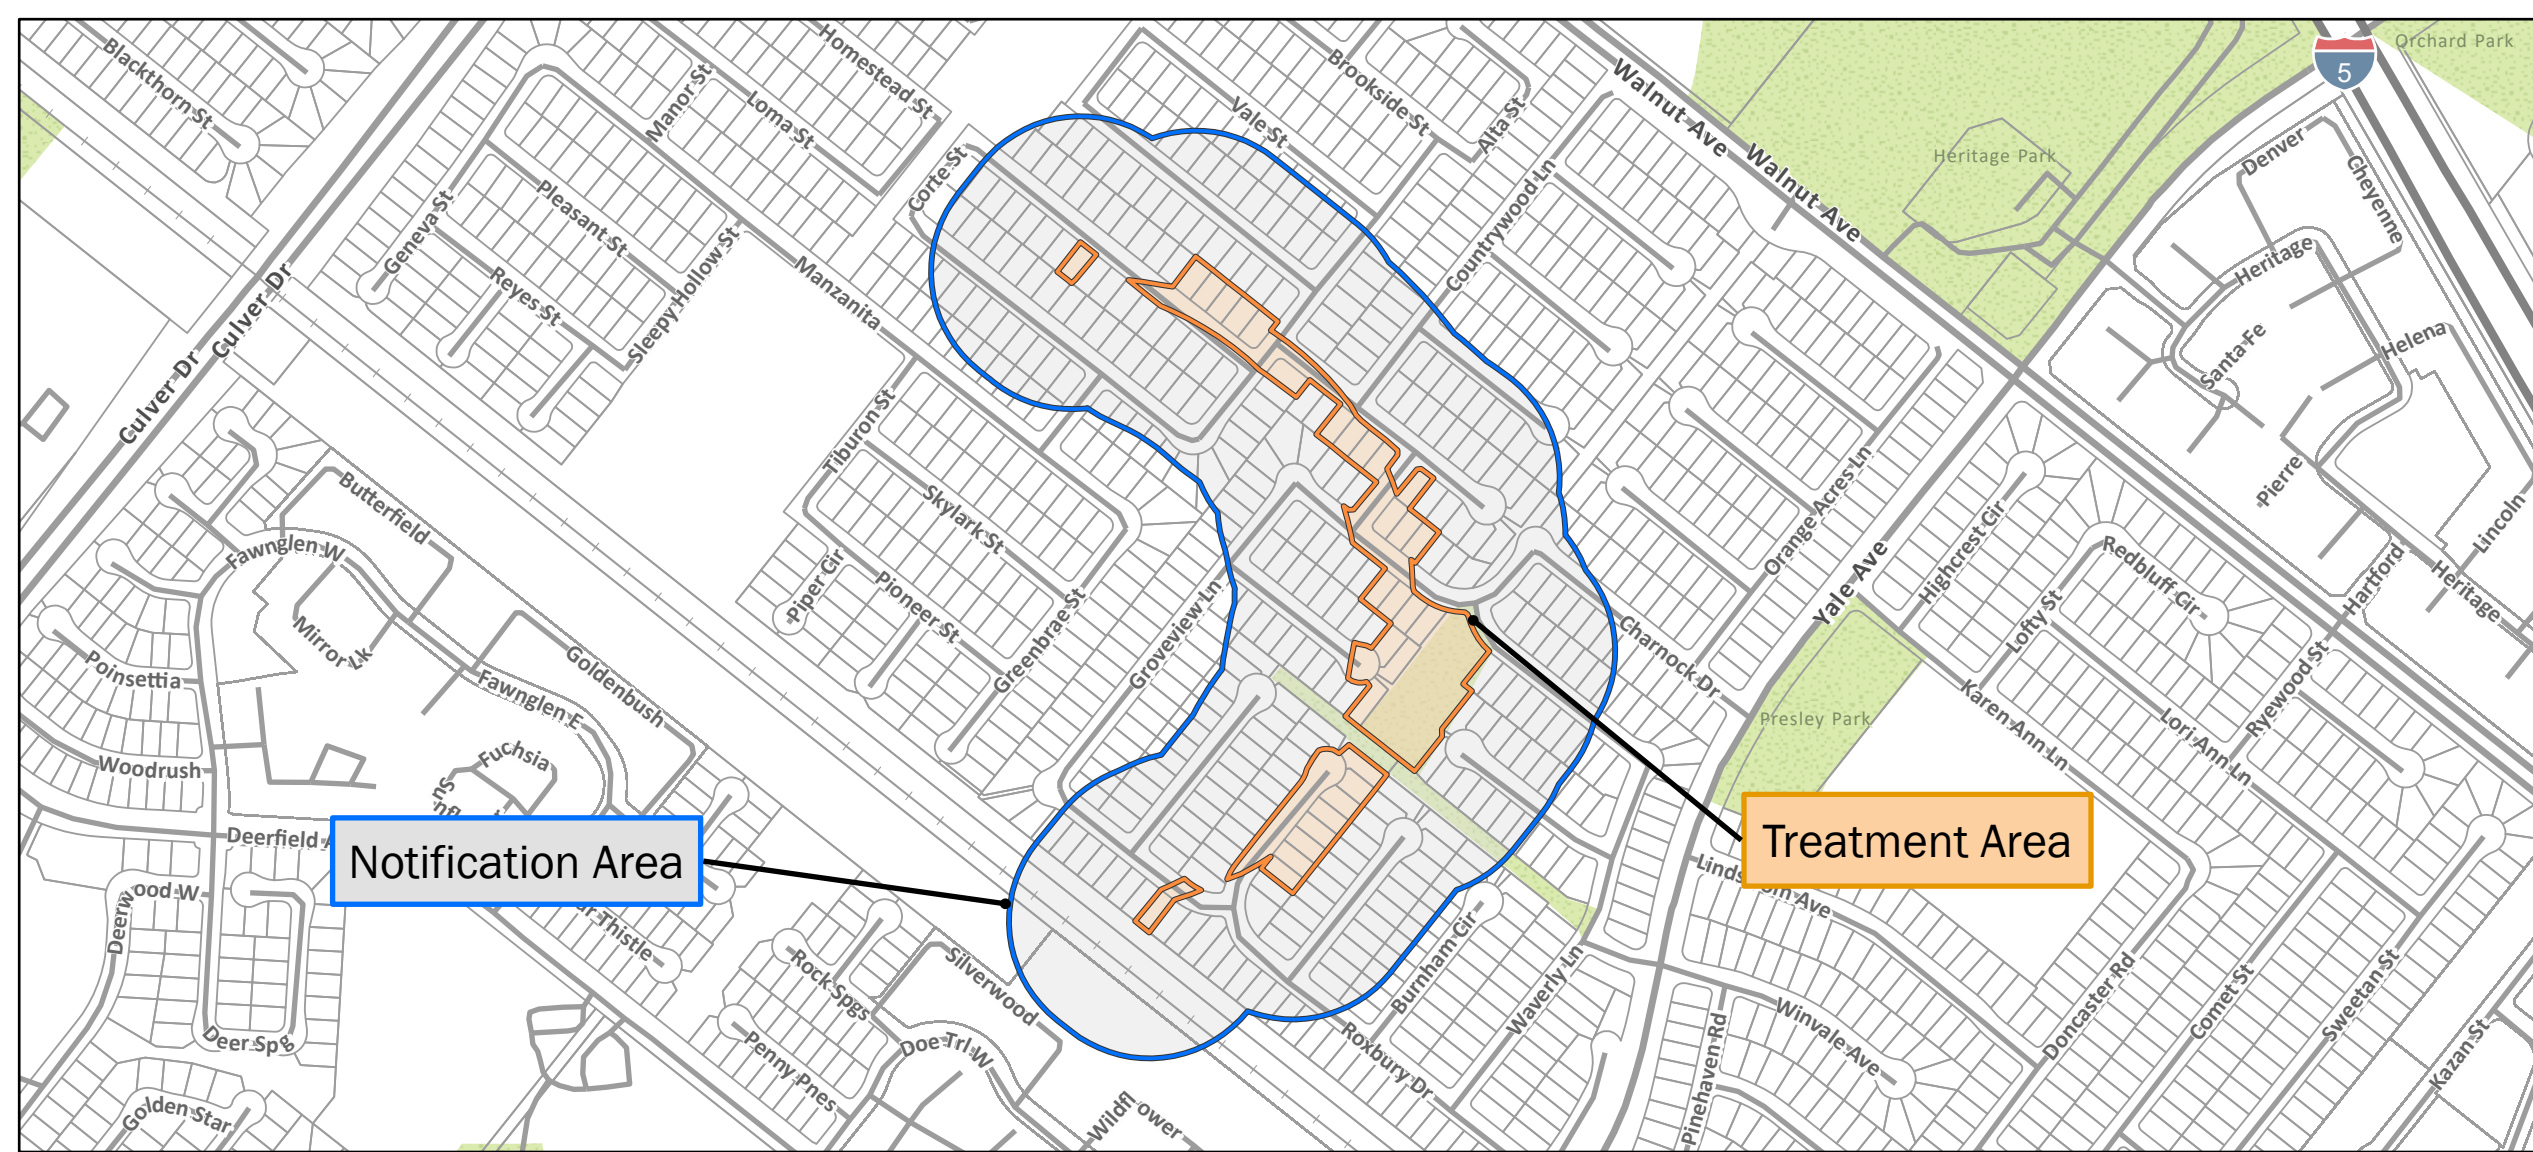 Blackthorn St
Homestead St
Manor St
Loma St
Vale St
Brookside St
Alta St
Walnut Ave
Walnut Ave
Orchard Park
5
Heritage Park
Denver
Cheyenne
Corte St
Countrywood Ln
Pleasant St
Geneva St
Reyes St
Sleepy Hollow St
Manzanita
Heritage
Santa Fe
Helena
Culver Dr
Culver Dr
Tiburon St
Skylark St
Butterfield
Fawnglen W
Mirror Lk
Piper Cir
Pioneer St
Greenbrae St
Groveview Ln
Orange Acres Ln
Yale Ave
Highcrest Cir
Redbluff Cir
Lofty St
Pierre
Lincoln
Hartford
Heritage
Charnock Dr
Presley Park
Karen Ann Ln
Lori Ann Ln
Ryewood St
Poinsettia
Goldenbush
Fawnglen E
Fuchsia
Woodrush
Deerfield
Notification Area
Treatment Area
Deerwood W
Thistle
Rock Spgs
Silverwood
Deer Spg
Penny Pnes
Doe Trl W
Golden Star
Wildflower
Burnham Cir
Waverly Ln
Roxbury Dr
Pinehaven Rd
Winvale Ave
Doncaster Rd
Comet St
Sweetan St
Kazan St